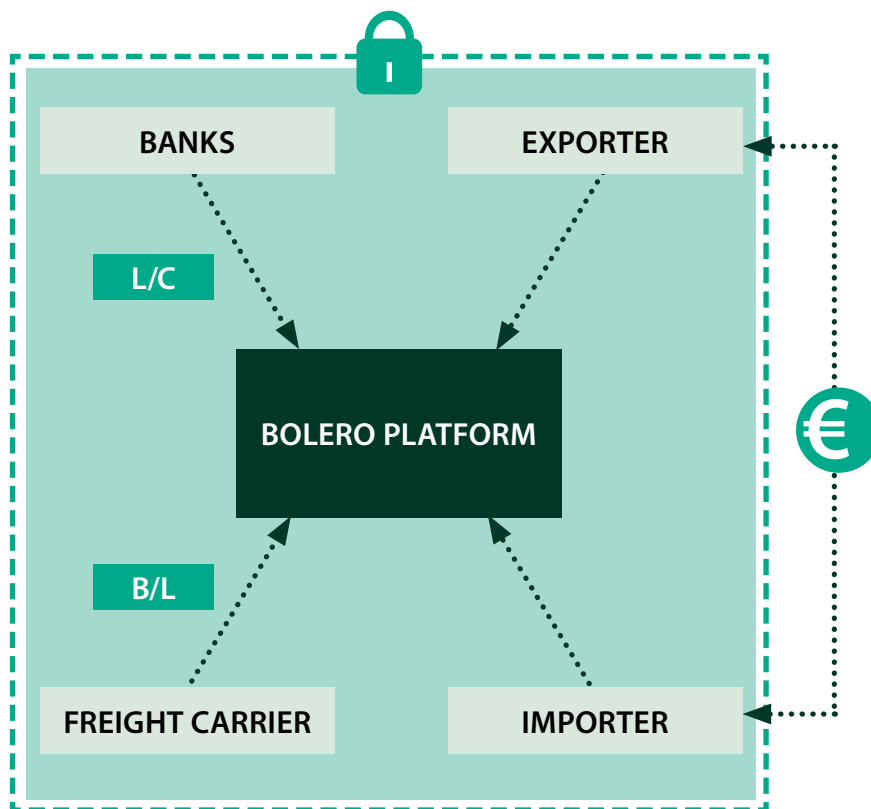 BANKS
EXPORTER
L/C
BOLERO PLATFORM
€
B/L
FREIGHT CARRIER
IMPORTER